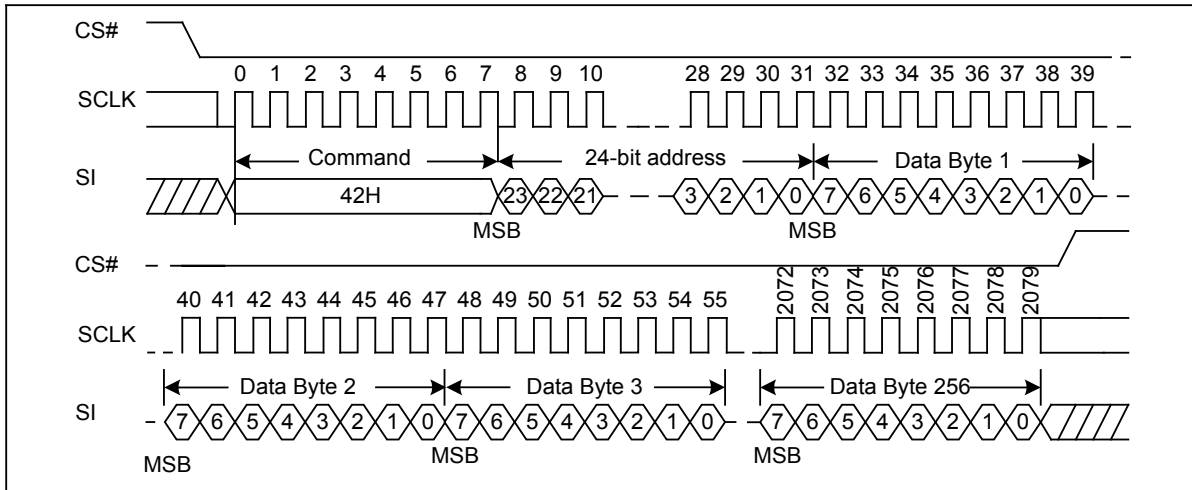 CS#
0 1 2 3 4 5 6 7 8 9 10 28 29 30 31 32 33 34 35 36 37 38 39
SCLK
Command 24-bit address Data Byte 1
SI
42H 23 22 21 3 2 1 0 7 6 5 4 3 2 1 0
MSB MSB
CS#
40 41 42 43 44 45 46 47 48 49 50 51 52 53 54 55 2072 2073 2074 2075 2076 2077 2078 2079
SCLK
Data Byte 2 Data Byte 3 Data Byte 256
SI 7 6 5 4 3 2 1 0 7 6 5 4 3 2 1 0 7 6 5 4 3 2 1 0
MSB MSB MSB